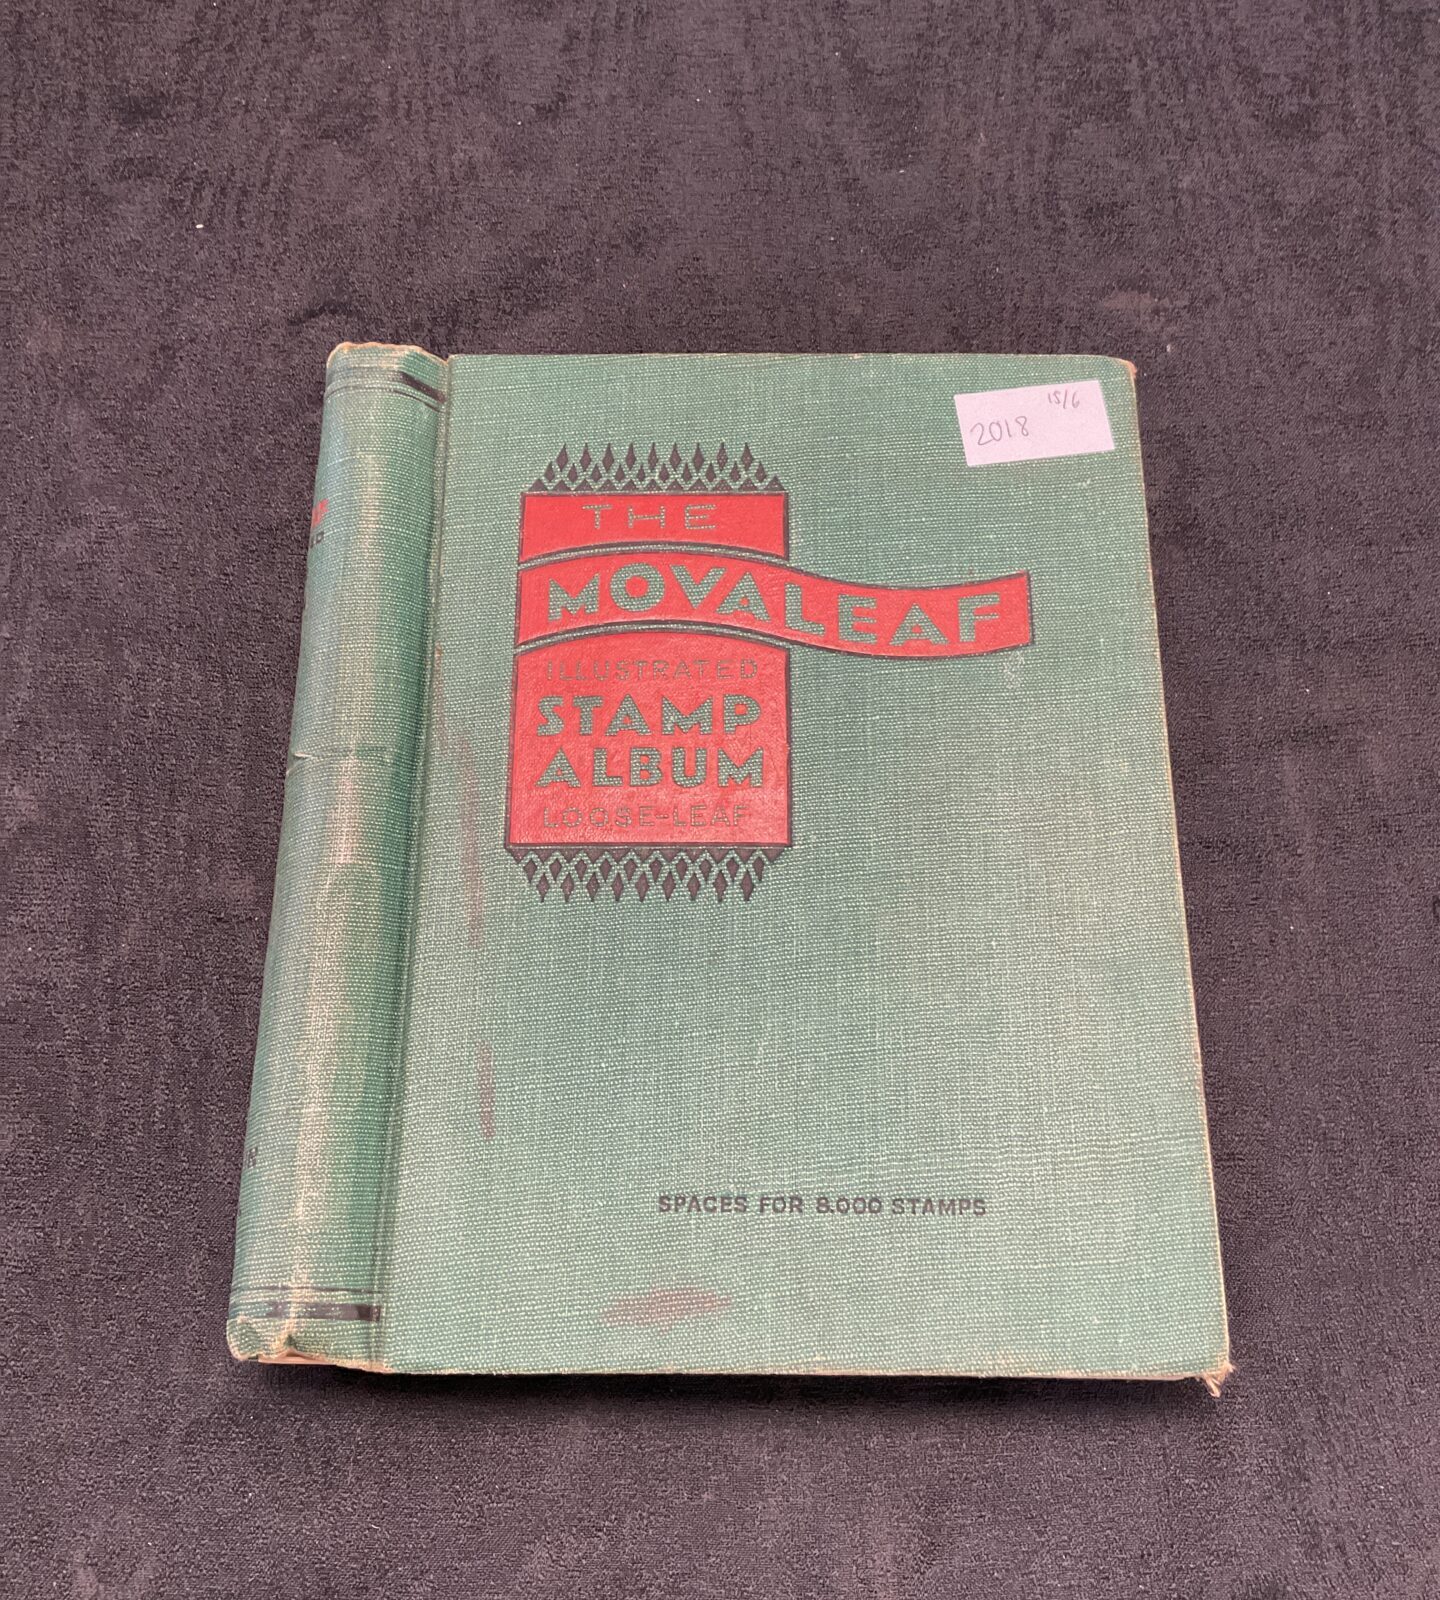 15/6
2018
THE
MOVALEAF
ILLUSTRATED
STAMP
ALBUM
LOOSE-LEAF
SPACES FOR 8.000 STAMPS